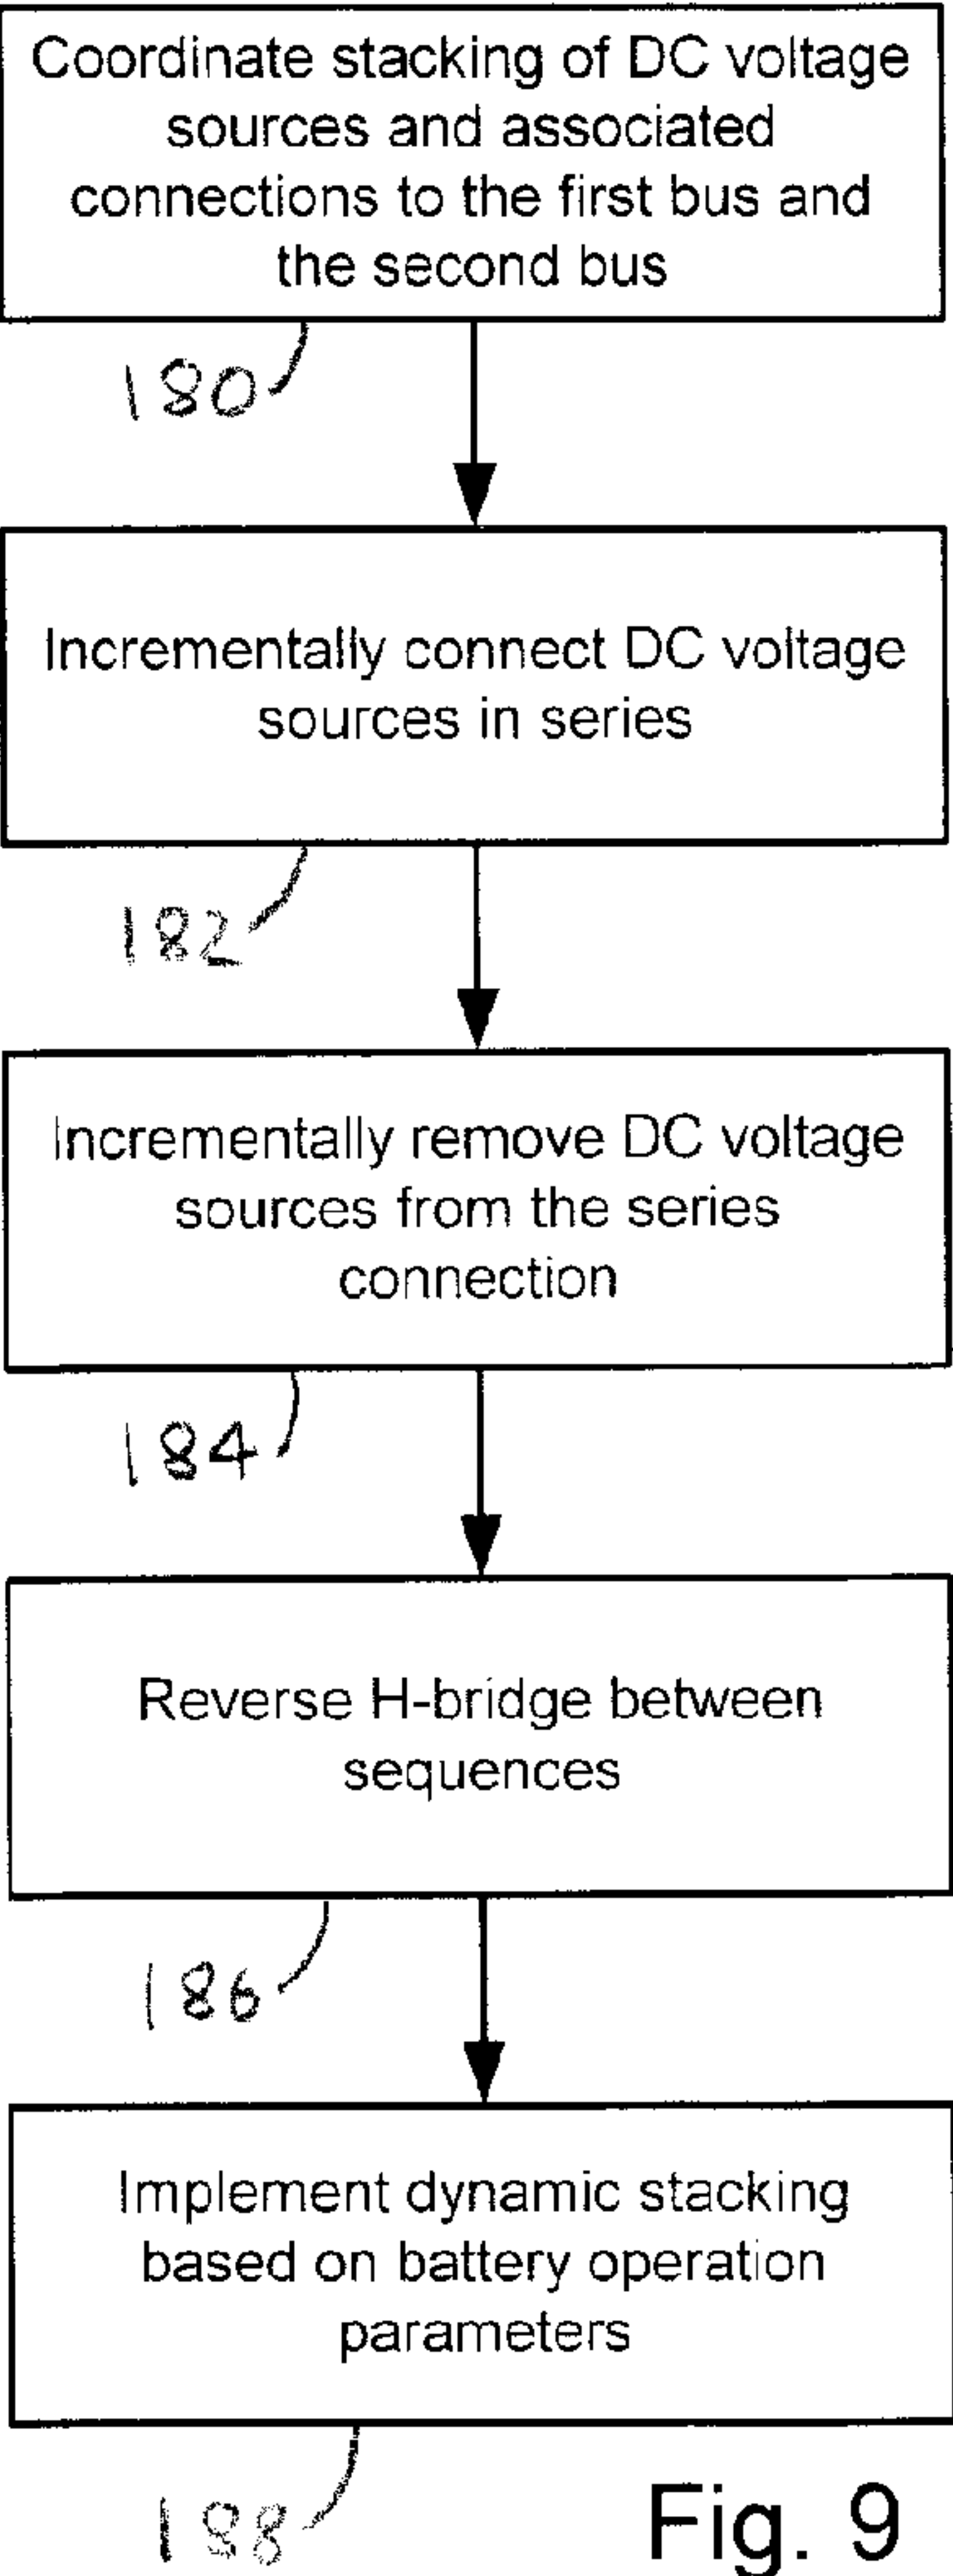 Coordinate stacking of DC voltage
sources and associated
connections to the first bus and
the second bus
180
Incrementally connect DC voltage
sources in series
182
Incrementally remove DC voltage
sources from the series
connection
184
Reverse H-bridge between
sequences
186
Implement dynamic stacking
based on battery operation
parameters
188
Fig. 9